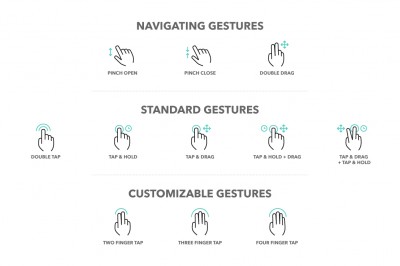 NAVIGATING GESTURES
PINCH OPEN
PINCH CLOSE
DOUBLE DRAG
STANDARD GESTURES
DOUBLE TAP
TAP & HOLD
TAP & DRAG
TAP & HOLD + DRAG
TAP & DRAG
+ TAP & HOLD
CUSTOMIZABLE GESTURES
TWO FINGER TAP
THREE FINGER TAP
FOUR FINGER TAP